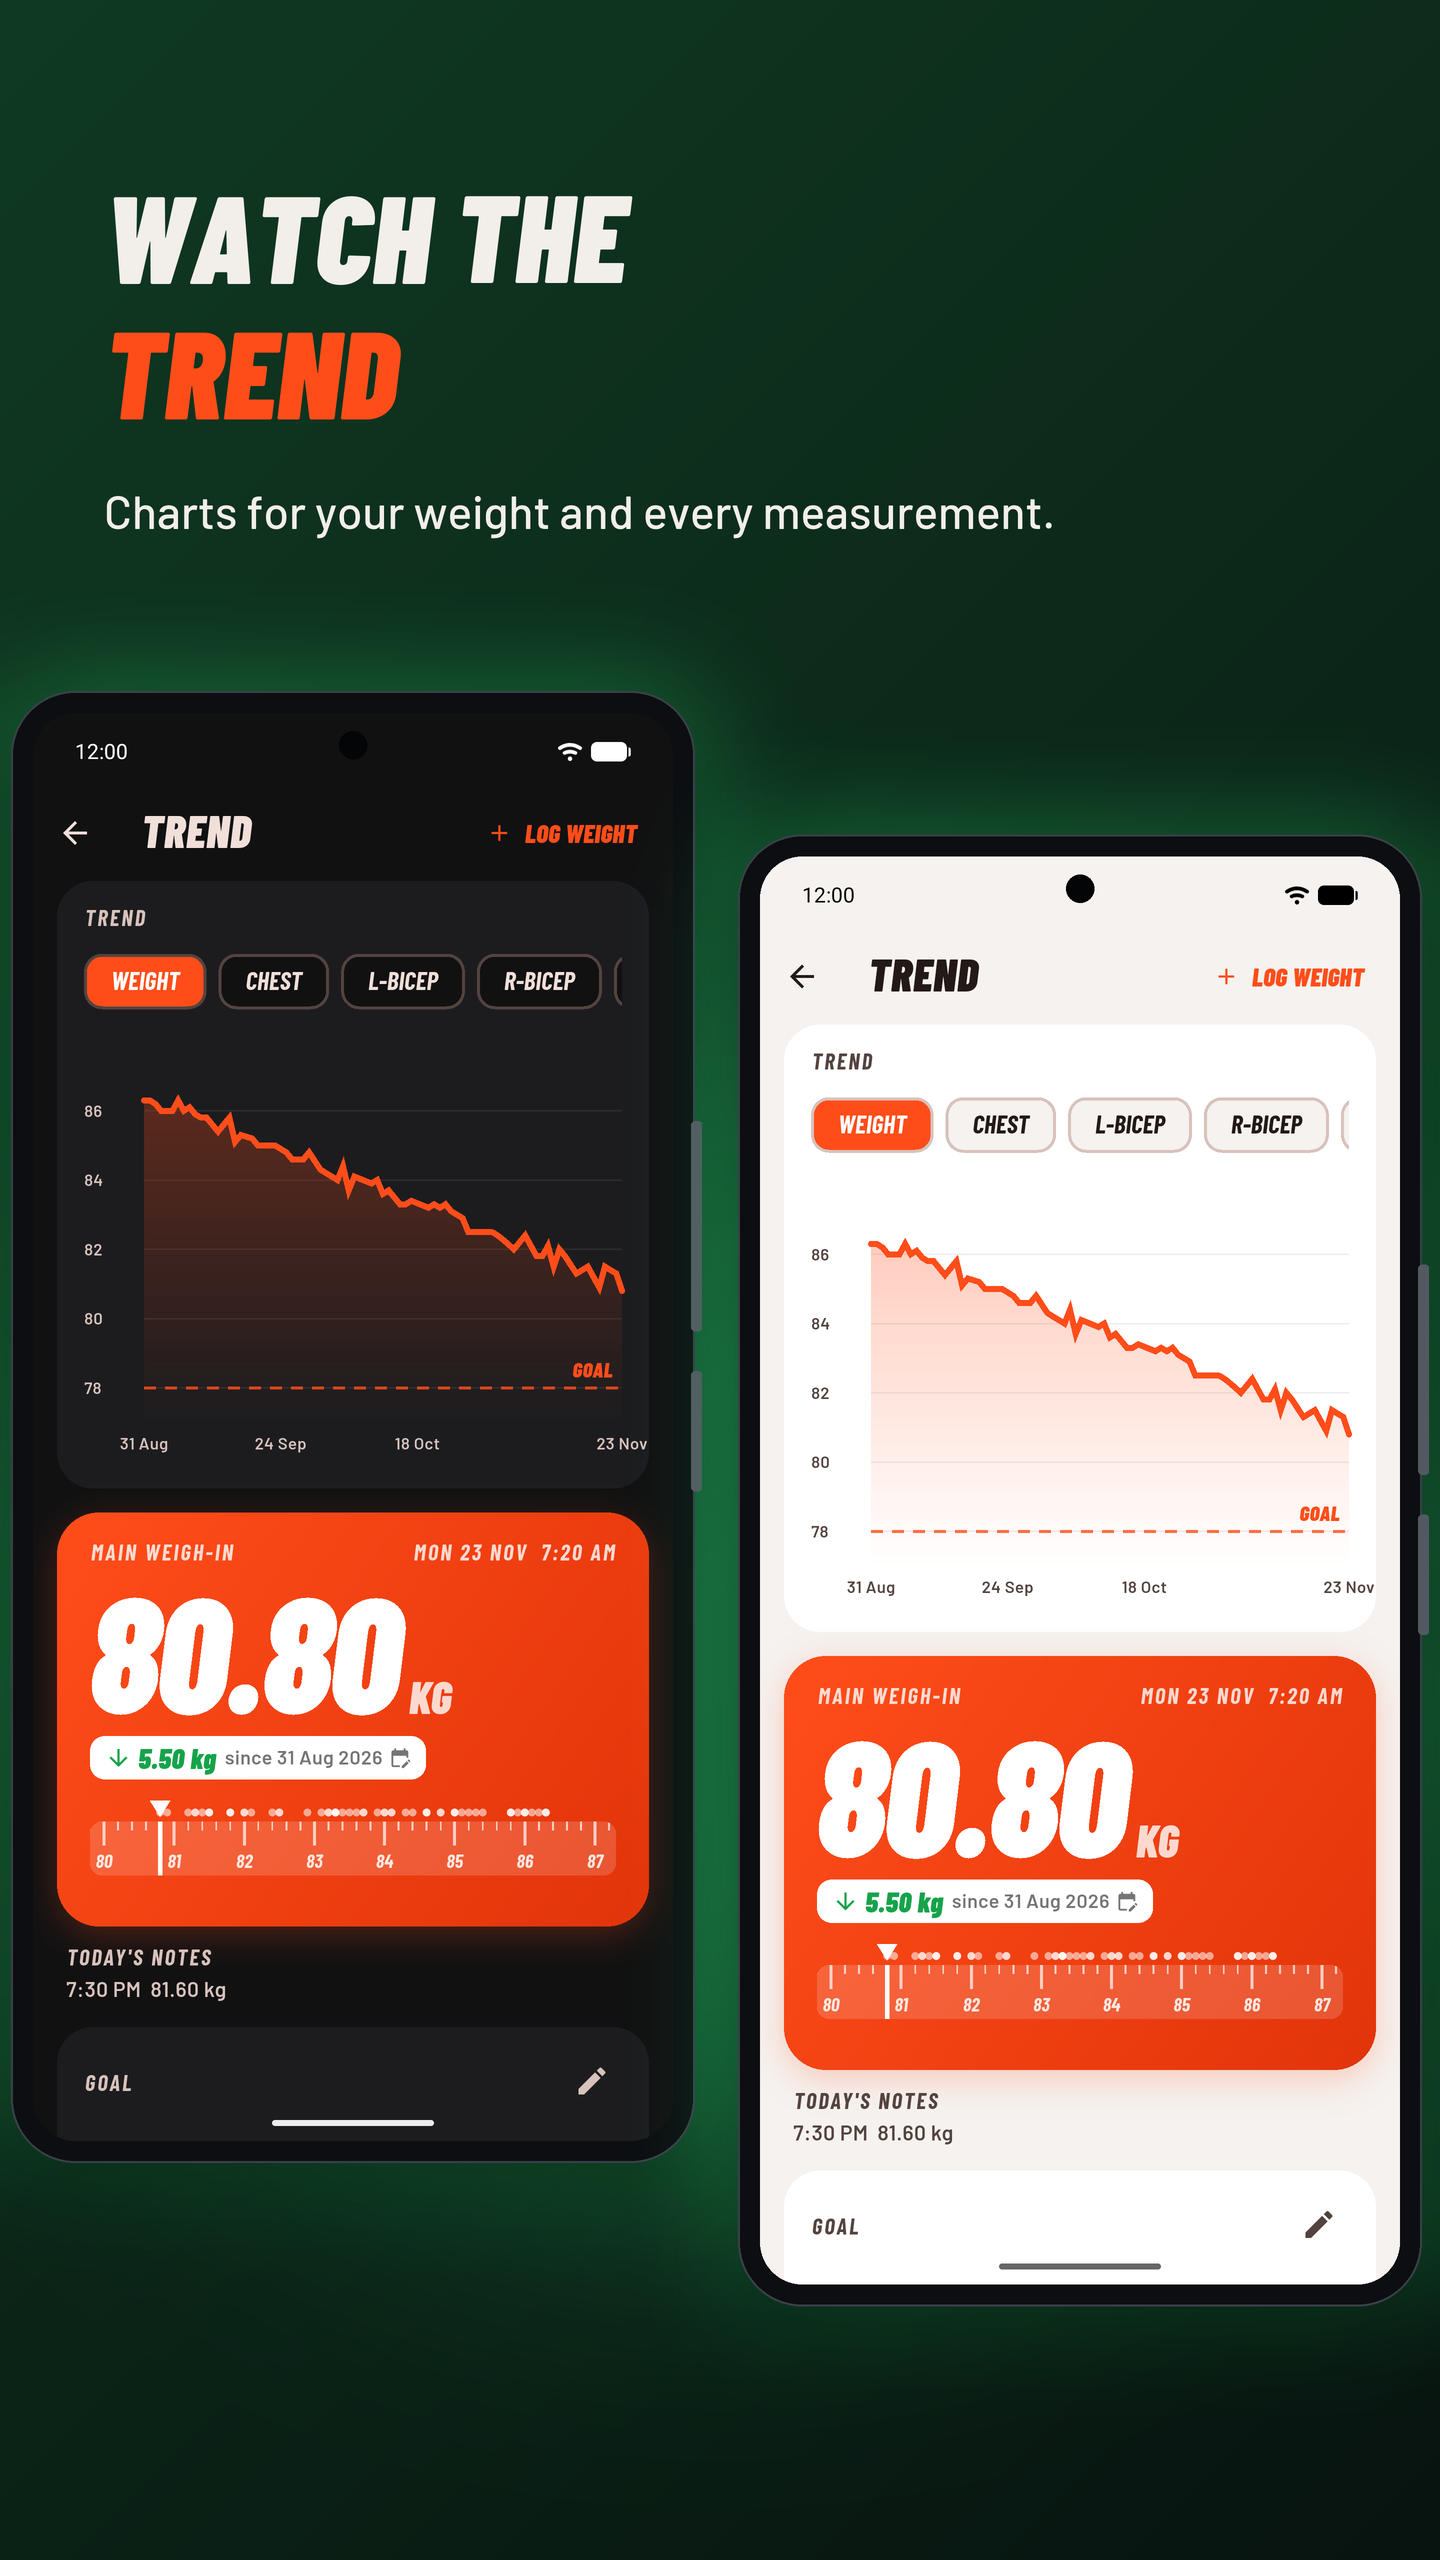 WATCH THE
TREND
Charts for your weight and every measurement.
12:00
TREND
+ LOG WEIGHT
TREND
WEIGHT CHEST L-BICEP R-BICEP
86
84
82
80
GOAL
78
31 Aug 24 Sep 18 Oct 23 Nov
MAIN WEIGH-IN MON 23 NOV 7:20 AM
80.80 KG
↓ 5.50 kg since 31 Aug 2026
80 81 82 83 84 85 86 87
TODAY'S NOTES
7:30 PM 81.60 kg
GOAL
12:00
TREND
+ LOG WEIGHT
TREND
WEIGHT CHEST L-BICEP R-BICEP
86
84
82
80
GOAL
78
31 Aug 24 Sep 18 Oct 23 Nov
MAIN WEIGH-IN MON 23 NOV 7:20 AM
80.80 KG
↓ 5.50 kg since 31 Aug 2026
80 81 82 83 84 85 86 87
TODAY'S NOTES
7:30 PM 81.60 kg
GOAL